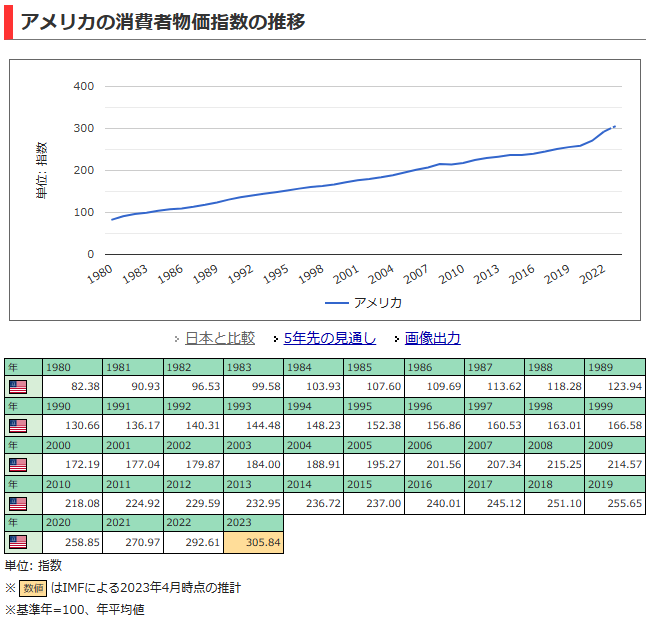 アメリカの消費者物価指数の推移
400
300
単位: 指数
200
100
0
1980 1983 1986 1989 1992 1995 1998 2001 2004 2007 2010 2013 2016 2019 2022
アメリカ
日本と比較 5年先の見通し 画像出力
年 1980 1981 1982 1983 1984 1985 1986 1987 1988 1989
82.38 90.93 96.53 99.58 103.93 107.60 109.69 113.62 118.28 123.94
年 1990 1991 1992 1993 1994 1995 1996 1997 1998 1999
130.66 136.17 140.31 144.48 148.23 152.38 156.86 160.53 163.01 166.58
年 2000 2001 2002 2003 2004 2005 2006 2007 2008 2009
172.19 177.04 179.87 184.00 188.91 195.27 201.56 207.34 215.25 214.57
年 2010 2011 2012 2013 2014 2015 2016 2017 2018 2019
218.08 224.92 229.59 232.95 236.72 237.00 240.01 245.12 251.10 255.65
年 2020 2021 2022 2023
258.85 270.97 292.61 305.84
単位: 指数
※ 数値 はIMFによる2023年4月時点の推計
※基準年=100、年平均値